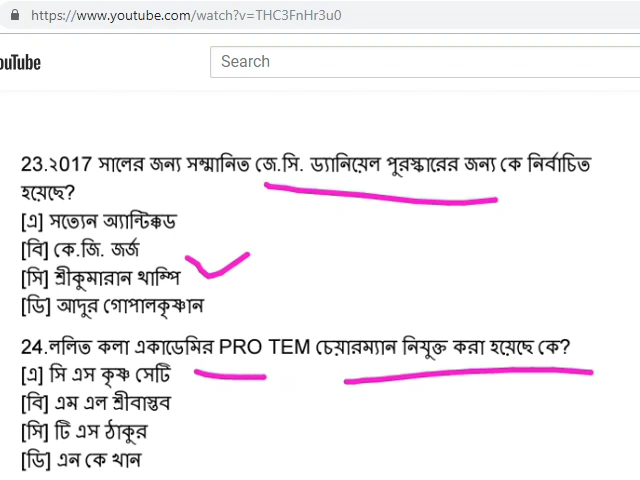 https://www.youtube.com/watch?v=THC3FnHr3u0
ouTube
Search
23.২017 সালের জন্য সম্মানিত জে.সি. ড্যানিয়েল পুরস্কারের জন্য কে নির্বাচিত
হয়েছে?
[এ] সত্যেন অ্যান্টিক্কড
[বি] কে.জি. জর্জ
[সি] শ্রীকুমারান থাম্পি
[ডি] আদুর গোপালকৃষ্ণান
24.ললিত কলা একাডেমির PRO TEM চেয়ারম্যান নিযুক্ত করা হয়েছে কে?
[এ] সি এস কৃষ্ণ সেটি
[বি] এম এল শ্রীবাস্তব
[সি] টি এস ঠাকুর
[ডি] এন কে খান